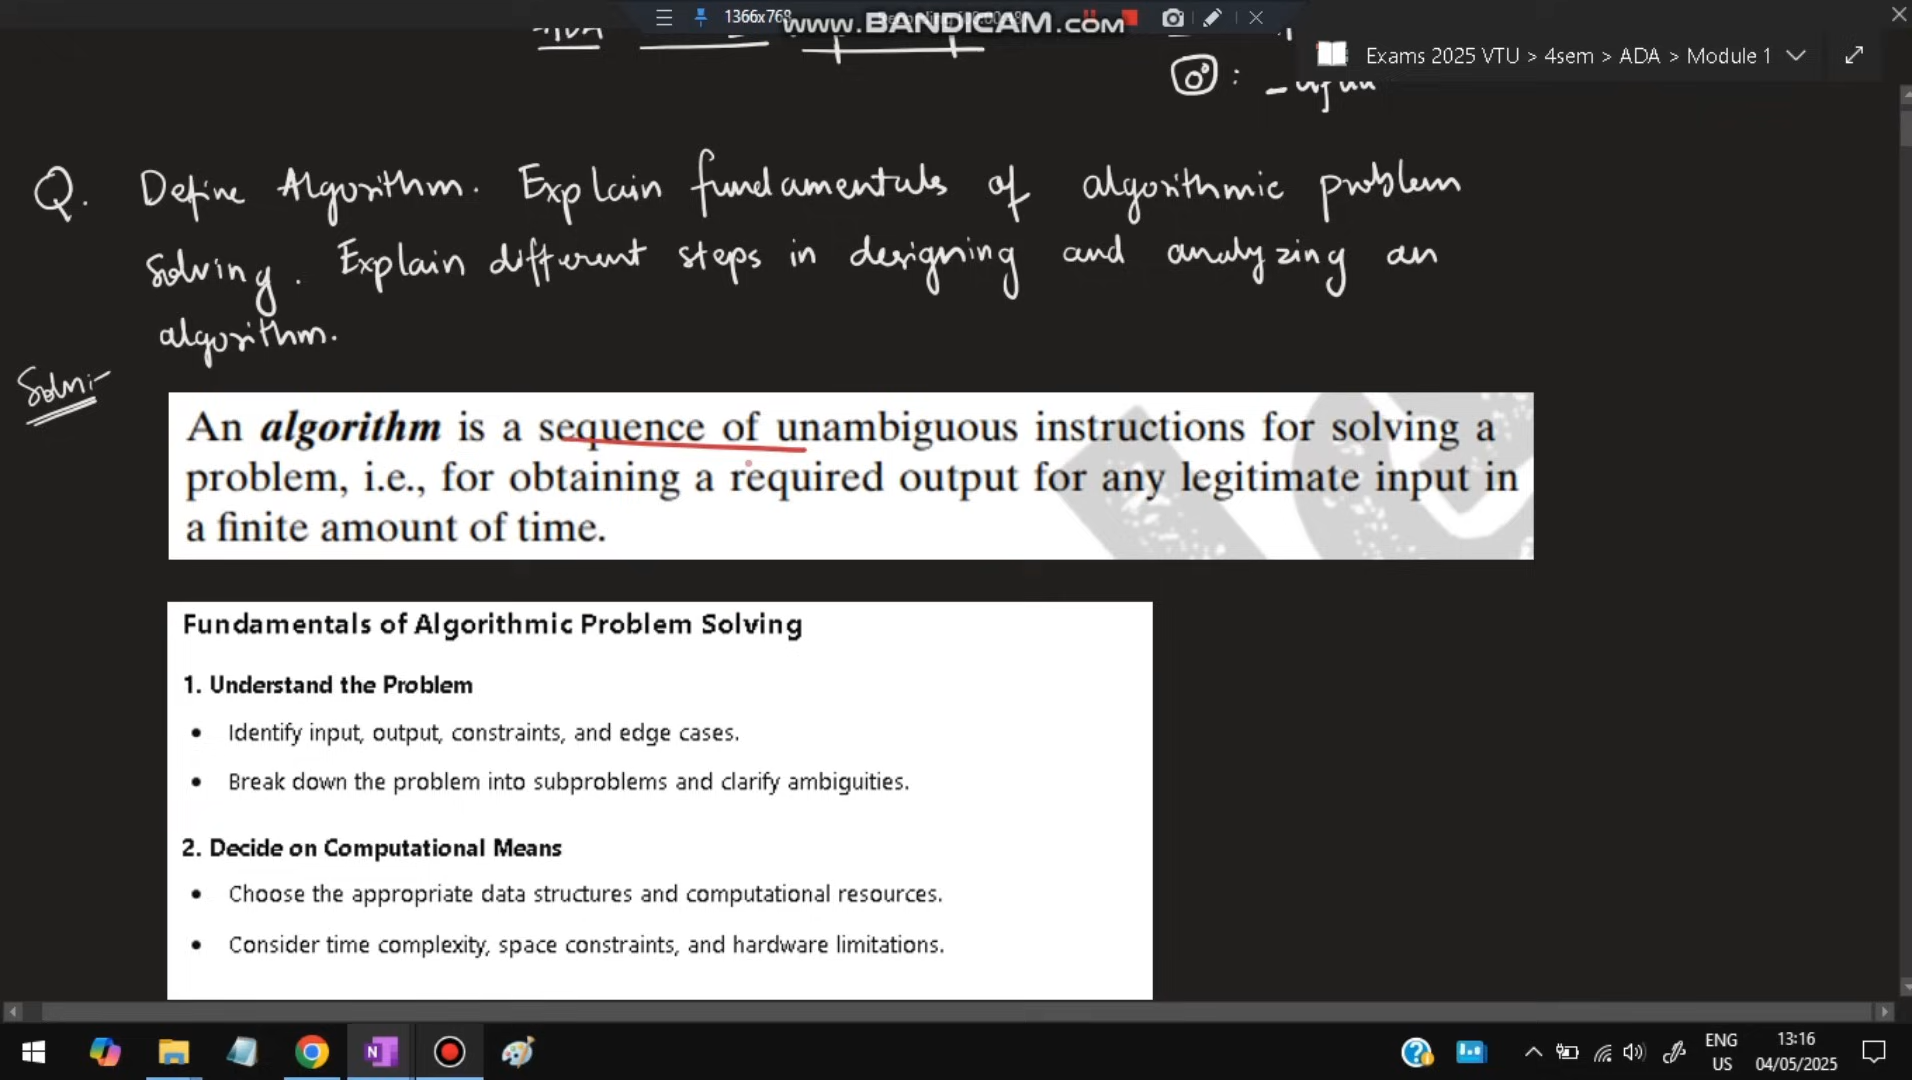 1366x768
www.BANDICAM.com
Exams 2025 VTU > 4sem > ADA > Module 1
Q. Define Algorithm. Explain fundamentals of algorithmic problem
solving. Explain different steps in designing and analyzing an
algorithm.
Soln:-
An algorithm is a sequence of unambiguous instructions for solving a
problem, i.e., for obtaining a required output for any legitimate input in
a finite amount of time.
Fundamentals of Algorithmic Problem Solving
1. Understand the Problem
• Identify input, output, constraints, and edge cases.
• Break down the problem into subproblems and clarify ambiguities.
2. Decide on Computational Means
• Choose the appropriate data structures and computational resources.
• Consider time complexity, space constraints, and hardware limitations.
N
ENG
US
13:16
04/05/2025